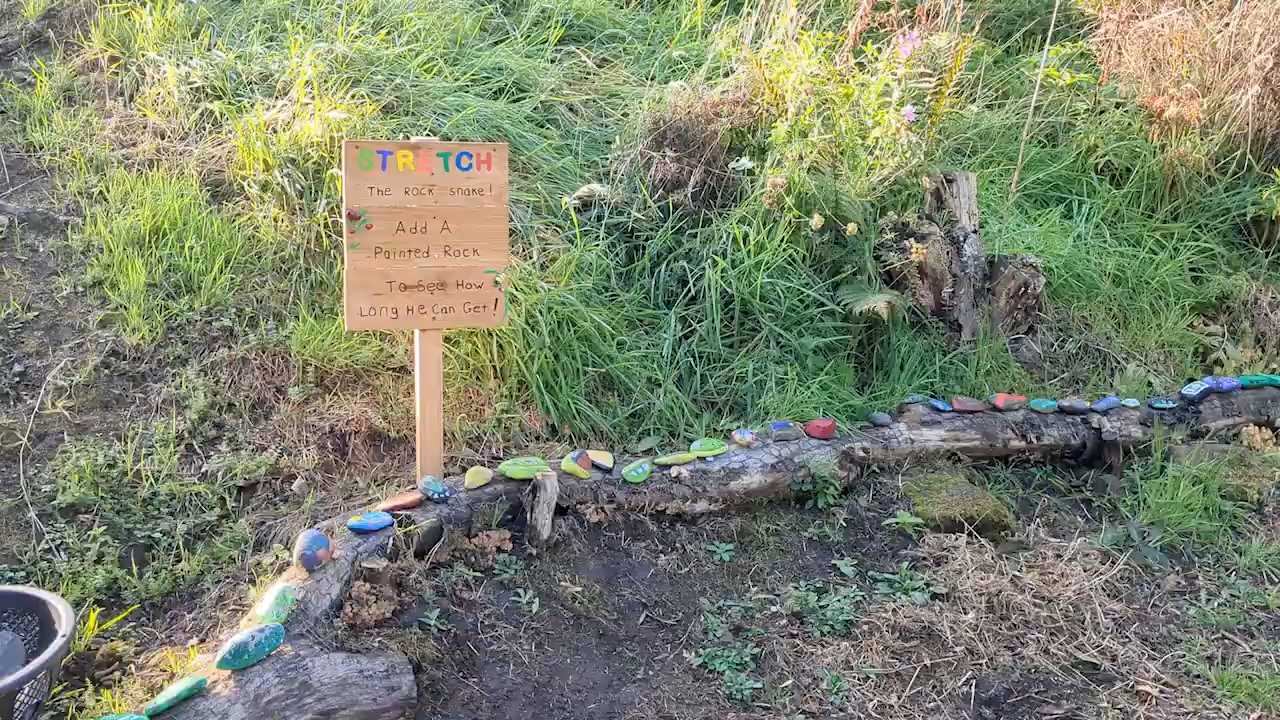 "STRETCH"
The Rock snake!
Add A
Painted Rock
To See How
Long He Can Get!